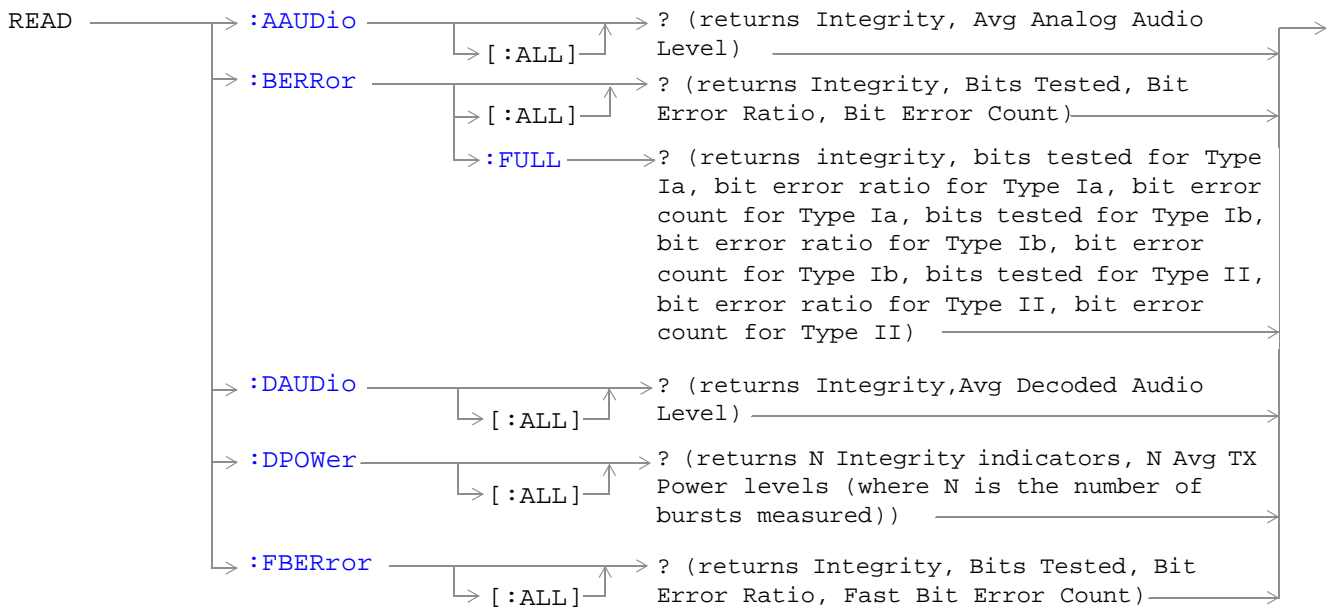 READ :AAUDio ? (returns Integrity, Avg Analog Audio
[:ALL] Level)
:BERRor ? (returns Integrity, Bits Tested, Bit
[:ALL] Error Ratio, Bit Error Count)
:FULL ? (returns integrity, bits tested for Type
Ia, bit error ratio for Type Ia, bit error
count for Type Ia, bits tested for Type Ib,
bit error ratio for Type Ib, bit error
count for Type Ib, bits tested for Type II,
bit error ratio for Type II, bit error
count for Type II)
:DAUDio ? (returns Integrity,Avg Decoded Audio
[:ALL] Level)
:DPOWer ? (returns N Integrity indicators, N Avg TX
[:ALL] Power levels (where N is the number of
bursts measured))
:FBERror ? (returns Integrity, Bits Tested, Bit
[:ALL] Error Ratio, Fast Bit Error Count)